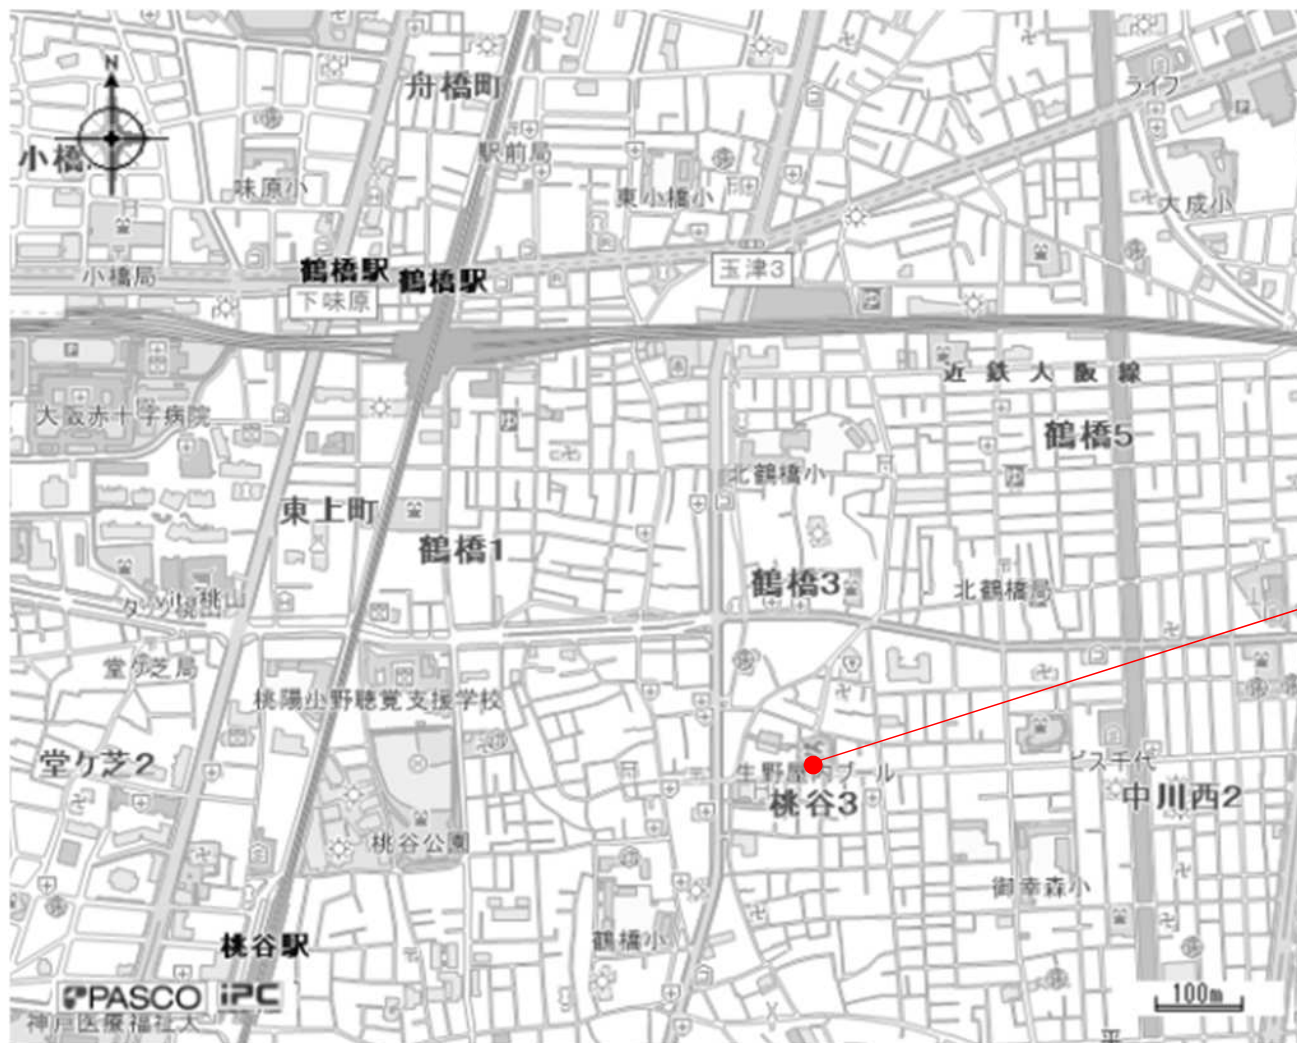 舟橋町
ライフ
N
小橋
駅前局
味原小
東小橋小
大成小
鶴橋駅
鶴橋駅
玉津3
小橋局
下味原
近鉄大阪線
大阪赤十字病院
鶴橋5
北鶴橋小
東上町
鶴橋1
鶴橋3
北鶴橋局
堂ケ芝局
桃陽小野聴覚支援学校
堂ケ芝2
ビス千代
桃谷3
中川西2
桃谷公園
御幸森小
鶴橋小
桃谷駅
PASCO iPC
100m
神戸医療福祉大